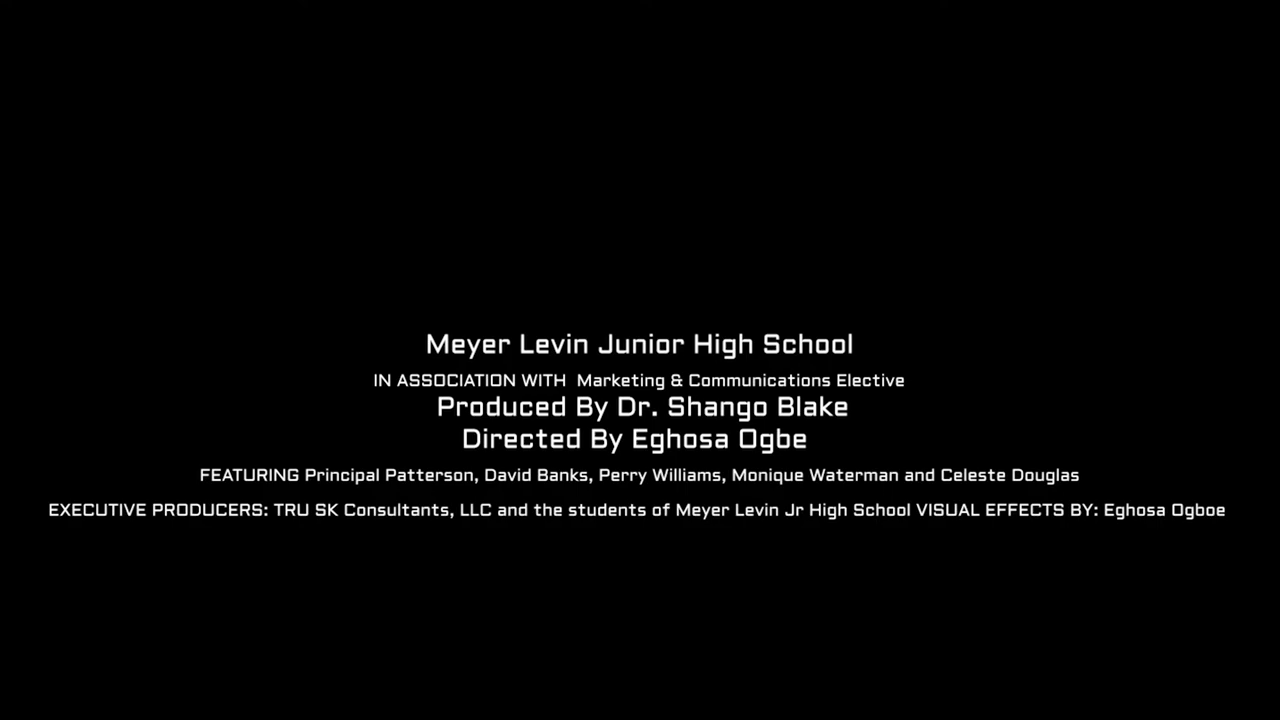 Meyer Levin Junior High School
IN ASSOCIATION WITH  Marketing & Communications Elective
Produced By Dr. Shango Blake
Directed By Eghosa Ogbe
FEATURING Principal Patterson, David Banks, Perry Williams, Monique Waterman and Celeste Douglas
EXECUTIVE PRODUCERS: TRU SK Consultants, LLC and the students of Meyer Levin Jr High School VISUAL EFFECTS BY: Eghosa Ogboe